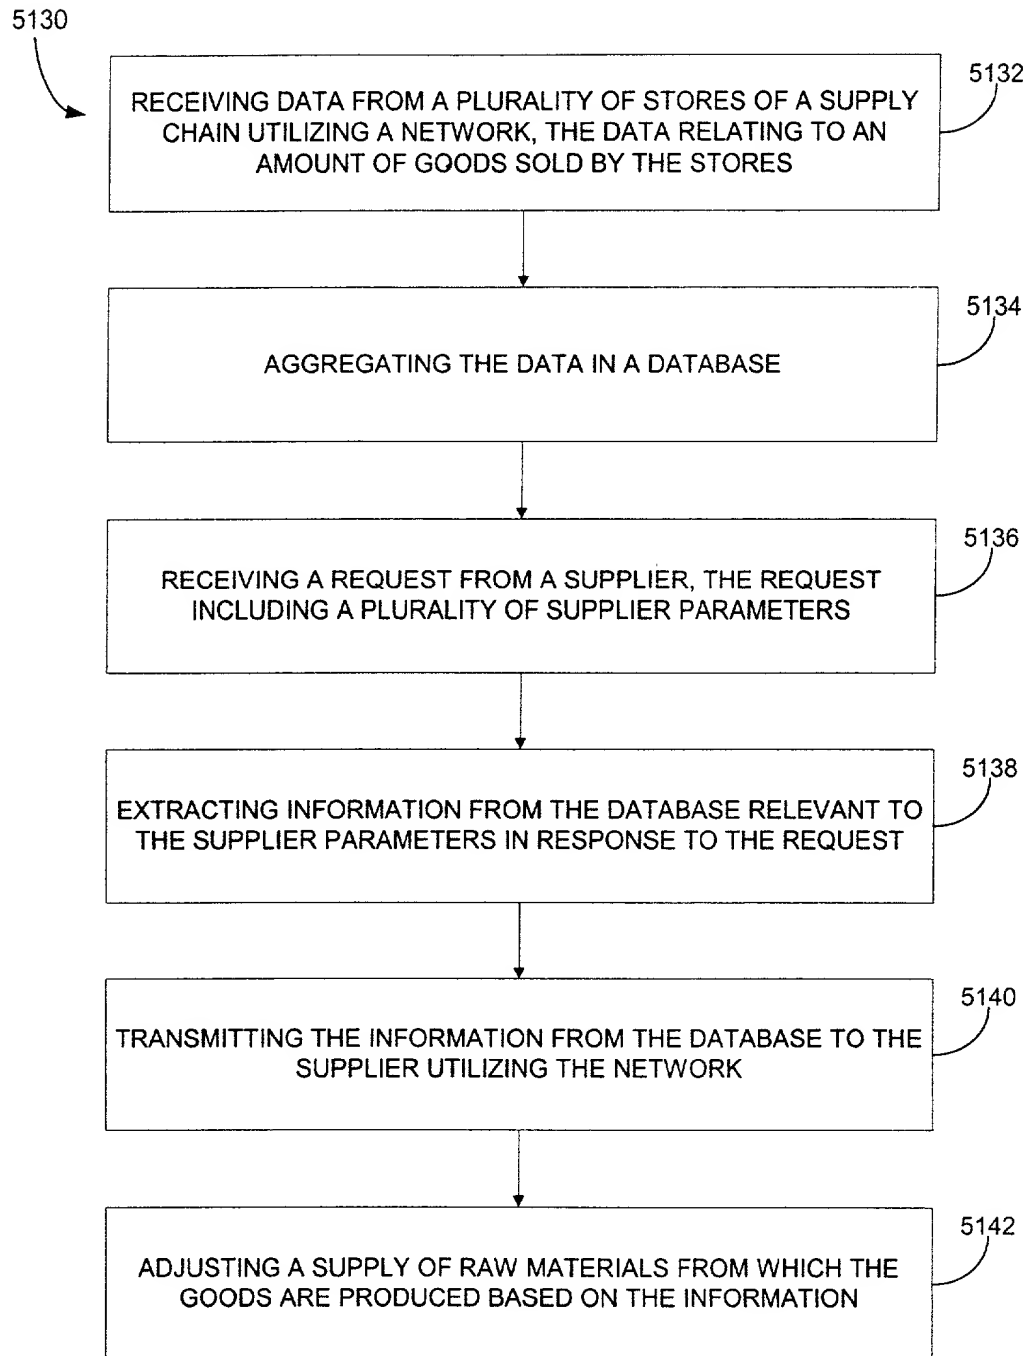 5130
5132
RECEIVING DATA FROM A PLURALITY OF STORES OF A SUPPLY
CHAIN UTILIZING A NETWORK, THE DATA RELATING TO AN
AMOUNT OF GOODS SOLD BY THE STORES
5134
AGGREGATING THE DATA IN A DATABASE
5136
RECEIVING A REQUEST FROM A SUPPLIER, THE REQUEST
INCLUDING A PLURALITY OF SUPPLIER PARAMETERS
5138
EXTRACTING INFORMATION FROM THE DATABASE RELEVANT TO
THE SUPPLIER PARAMETERS IN RESPONSE TO THE REQUEST
5140
TRANSMITTING THE INFORMATION FROM THE DATABASE TO THE
SUPPLIER UTILIZING THE NETWORK
5142
ADJUSTING A SUPPLY OF RAW MATERIALS FROM WHICH THE
GOODS ARE PRODUCED BASED ON THE INFORMATION